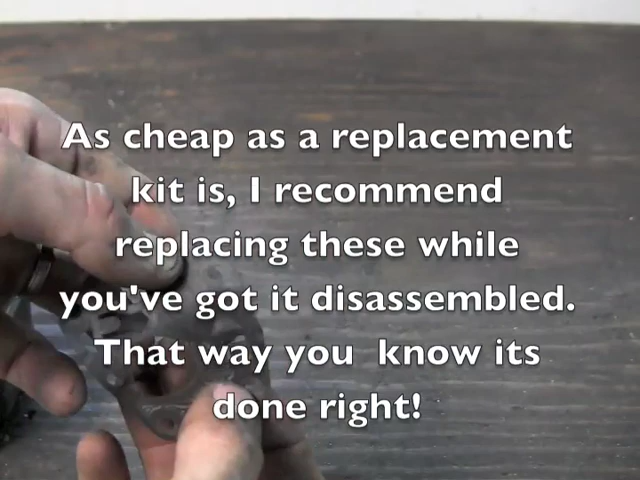 As cheap as a replacement
kit is, I recommend
replacing these while
you've got it disassembled.
That way you  know its
done right!